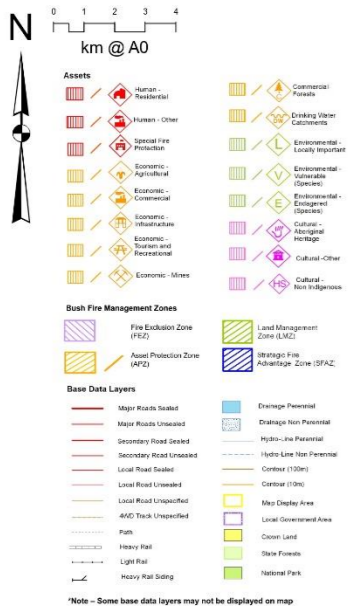 N
0 1 2 3 4
km @ A0
Assets
Human -
Residential
Human - Other
Special Fire
Protection
Economic -
Agricultural
Economic -
Commercial
Economic -
Infrastructure
Economic -
Tourism and
Recreational
Economic - Mines
Commercial
Forests
Drinking Water
Catchments
L
Environmental -
Locally Important
V
Environmental -
Vulnerable
(Species)
E
Environmental -
Endagered
(Species)
Cultural -
Aboriginal
Heritage
Cultural -Other
HS
Cultural -
Non Indigenous
Bush Fire Management Zones
Fire Exclusion Zone
(FEZ)
Asset Protection Zone
(APZ)
Land Management
Zone (LMZ)
Strategic Fire
Advantage Zone (SFAZ)
Base Data Layers
Major Roads Sealed
Major Roads Unsealed
Secondary Road Sealed
Secondary Road Unsealed
Local Road Sealed
Local Road Unsealed
Local Road Unspecified
4WD Track Unspecified
Path
Heavy Rail
Light Rail
Heavy Rail Siding
Drainage Perennial
Drainage Non Perennial
Hydro-Line Perennial
Hydro-Line Non Perennial
Contour (100m)
Contour (10m)
Map Display Area
Local Government Area
Crown Land
State Forests
National Park
*Note – Some base data layers may not be displayed on map